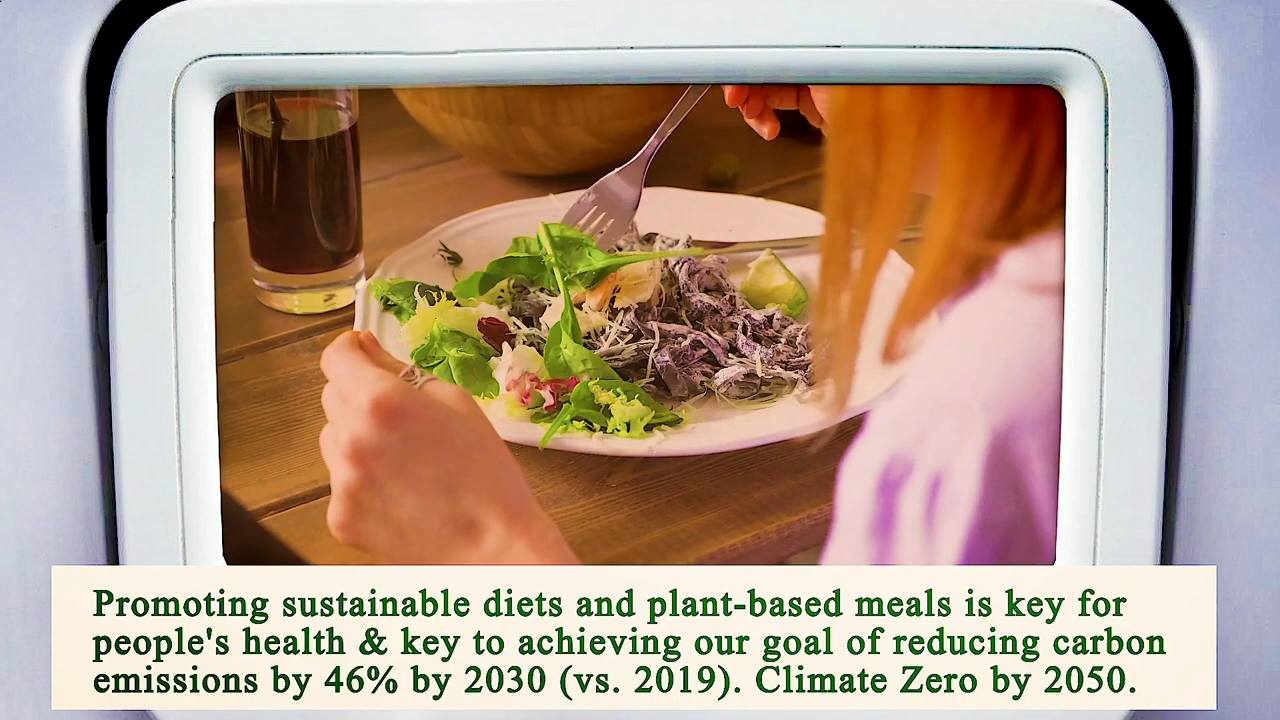 Promoting sustainable diets and plant-based meals is key for
people's health & key to achieving our goal of reducing carbon
emissions by 46% by 2030 (vs. 2019). Climate Zero by 2050.